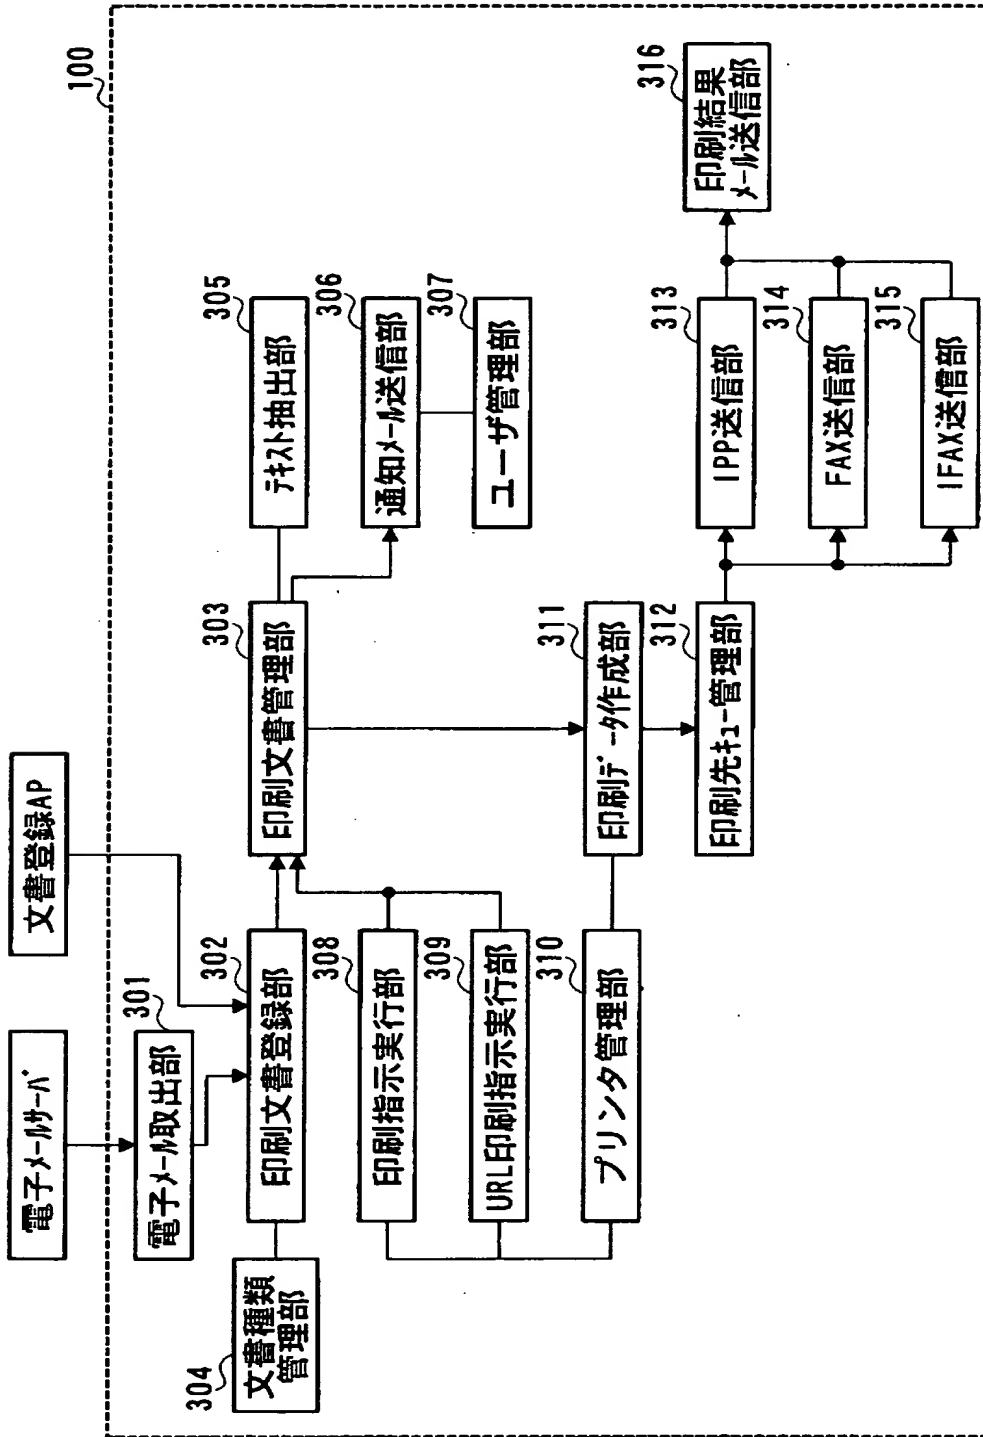 電子メールサーバ
文書登録AP
100
301
電子メール取出部
302
印刷文書登録部
303
印刷文書管理部
304
文書種類
管理部
305
テキスト抽出部
306
通知メール送信部
307
ユーザ管理部
308
印刷指示実行部
309
URL印刷指示実行部
310
プリンタ管理部
311
印刷データ作成部
312
印刷先キュー管理部
313
IPP送信部
314
FAX送信部
315
IFAX送信部
316
印刷結果
メール送信部